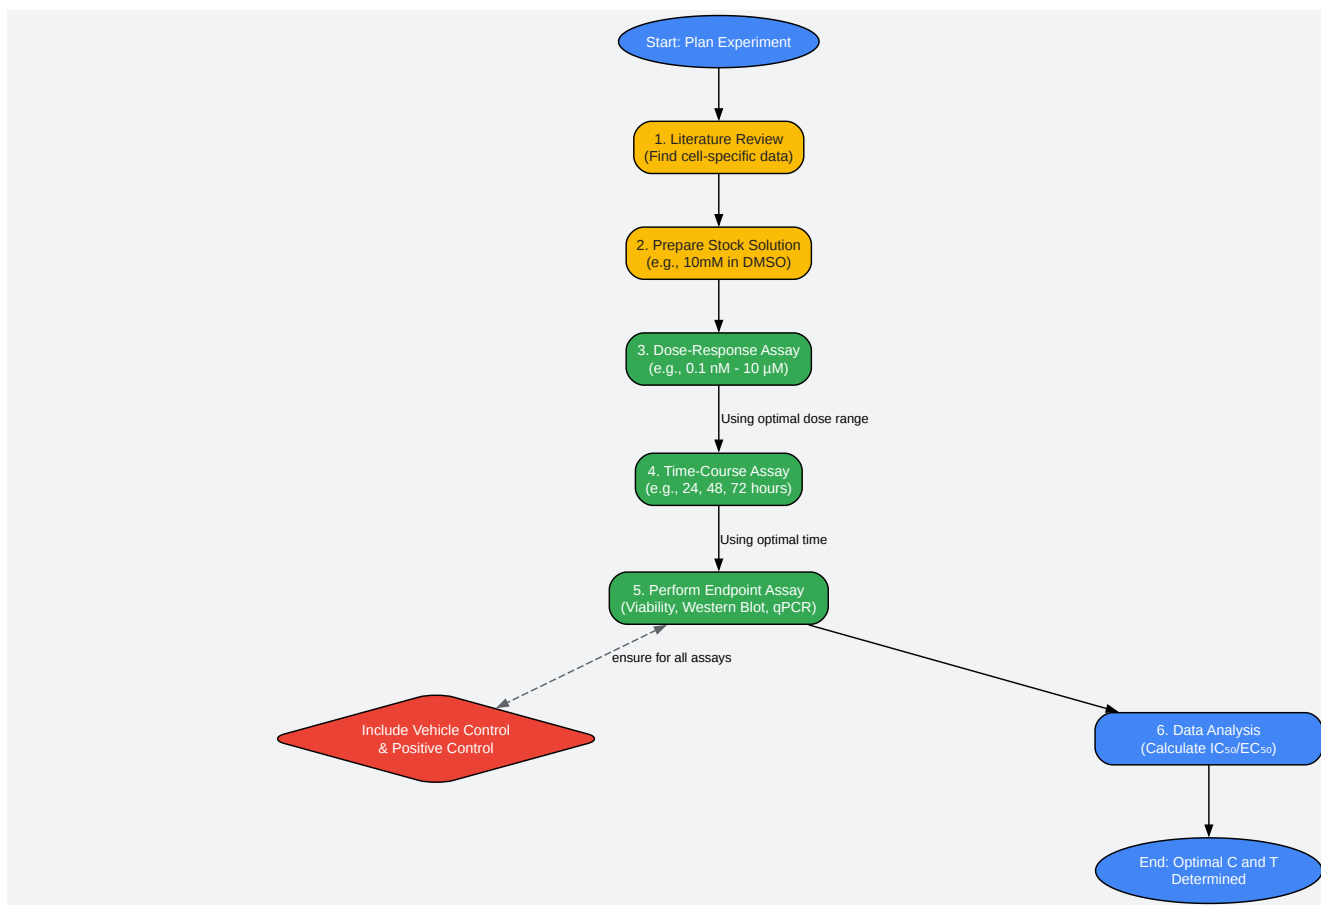 Start: Plan Experiment
1. Literature Review
(Find cell-specific data)
2. Prepare Stock Solution
(e.g., 10mM in DMSO)
3. Dose-Response Assay
(e.g., 0.1 nM - 10 µM)
Using optimal dose range
4. Time-Course Assay
(e.g., 24, 48, 72 hours)
Using optimal time
5. Perform Endpoint Assay
(Viability, Western Blot, qPCR)
ensure for all assays
Include Vehicle Control
& Positive Control
6. Data Analysis
(Calculate IC₅₀/EC₅₀)
End: Optimal C and T
Determined